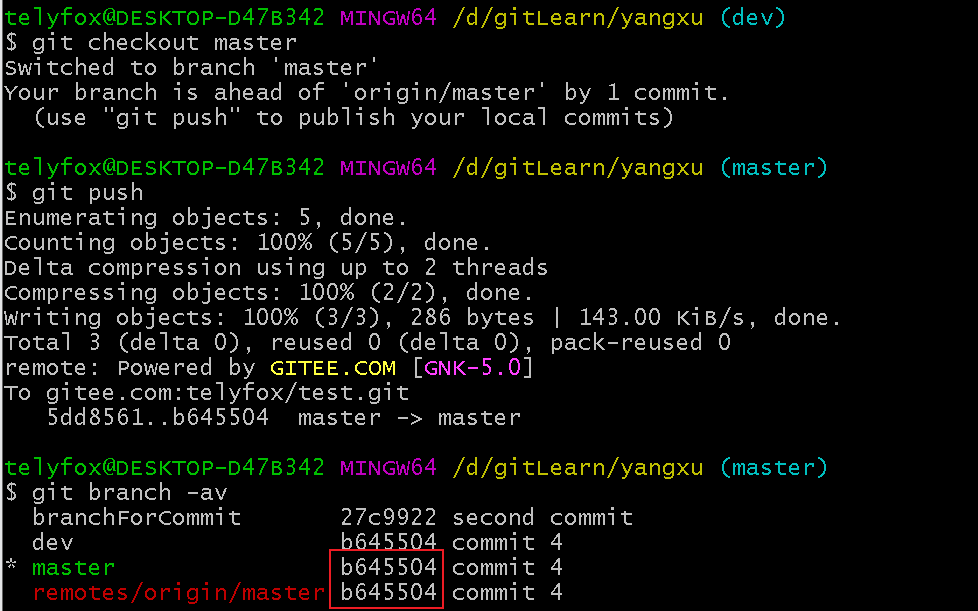 telyfox@DESKTOP-D47B342 MINGW64 /d/gitLearn/yangxu (dev)
$ git checkout master
Switched to branch 'master'
Your branch is ahead of 'origin/master' by 1 commit.
  (use "git push" to publish your local commits)
telyfox@DESKTOP-D47B342 MINGW64 /d/gitLearn/yangxu (master)
$ git push
Enumerating objects: 5, done.
Counting objects: 100% (5/5), done.
Delta compression using up to 2 threads
Compressing objects: 100% (2/2), done.
Writing objects: 100% (3/3), 286 bytes | 143.00 KiB/s, done.
Total 3 (delta 0), reused 0 (delta 0), pack-reused 0
remote: Powered by GITEE.COM [GNK-5.0]
To gitee.com:telyfox/test.git
   5dd8561..b645504  master -> master
telyfox@DESKTOP-D47B342 MINGW64 /d/gitLearn/yangxu (master)
$ git branch -av
  branchForCommit       27c9922 second commit
  dev                   b645504 commit 4
* master                b645504 commit 4
  remotes/origin/master b645504 commit 4